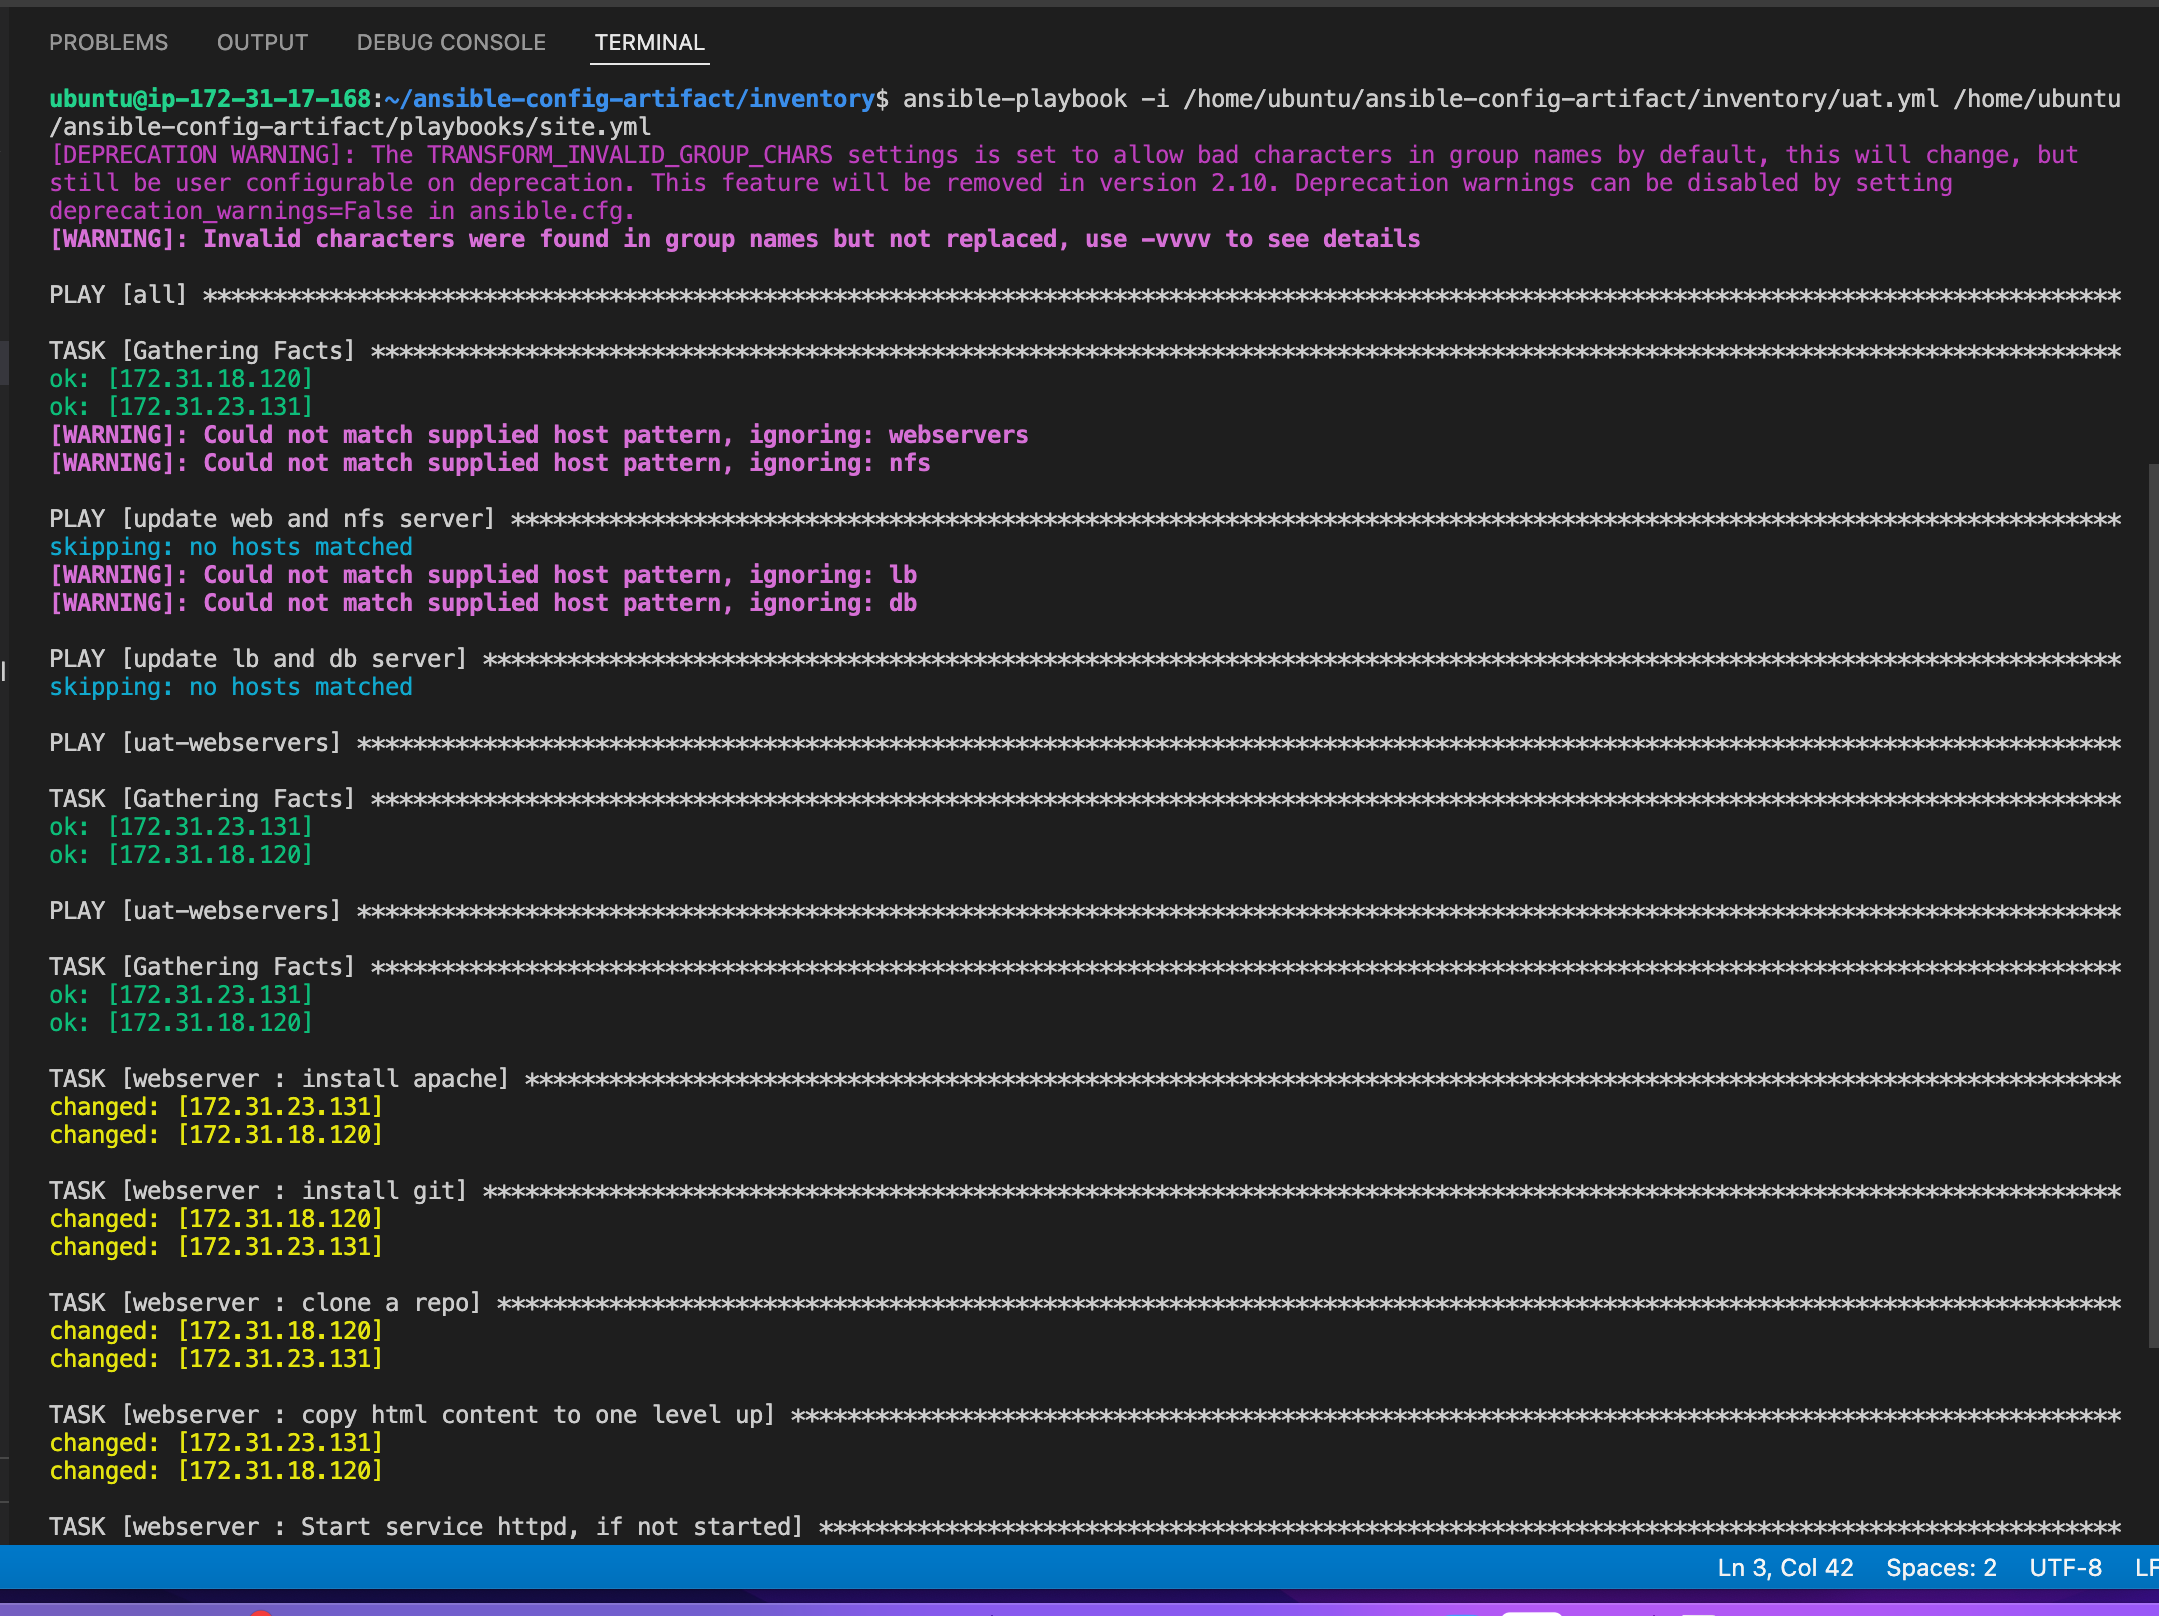 PROBLEMS OUTPUT DEBUG CONSOLE TERMINAL
ubuntu@ip-172-31-17-168:~/ansible-config-artifact/inventory$ ansible-playbook -i /home/ubuntu/ansible-config-artifact/inventory/uat.yml /home/ubuntu
/ansible-config-artifact/playbooks/site.yml
[DEPRECATION WARNING]: The TRANSFORM_INVALID_GROUP_CHARS settings is set to allow bad characters in group names by default, this will change, but
still be user configurable on deprecation. This feature will be removed in version 2.10. Deprecation warnings can be disabled by setting
deprecation_warnings=False in ansible.cfg.
[WARNING]: Invalid characters were found in group names but not replaced, use -vvvv to see details
PLAY [all] *****************************************************************************************************************************************
TASK [Gathering Facts] *****************************************************************************************************************************
ok: [172.31.18.120]
ok: [172.31.23.131]
[WARNING]: Could not match supplied host pattern, ignoring: webservers
[WARNING]: Could not match supplied host pattern, ignoring: nfs
PLAY [update web and nfs server] *******************************************************************************************************************
skipping: no hosts matched
[WARNING]: Could not match supplied host pattern, ignoring: lb
[WARNING]: Could not match supplied host pattern, ignoring: db
PLAY [update lb and db server] *********************************************************************************************************************
skipping: no hosts matched
PLAY [uat-webservers] ******************************************************************************************************************************
TASK [Gathering Facts] *****************************************************************************************************************************
ok: [172.31.23.131]
ok: [172.31.18.120]
PLAY [uat-webservers] ******************************************************************************************************************************
TASK [Gathering Facts] *****************************************************************************************************************************
ok: [172.31.23.131]
ok: [172.31.18.120]
TASK [webserver : install apache] ******************************************************************************************************************
changed: [172.31.23.131]
changed: [172.31.18.120]
TASK [webserver : install git] *********************************************************************************************************************
changed: [172.31.18.120]
changed: [172.31.23.131]
TASK [webserver : clone a repo] ********************************************************************************************************************
changed: [172.31.18.120]
changed: [172.31.23.131]
TASK [webserver : copy html content to one level up] ***********************************************************************************************
changed: [172.31.23.131]
changed: [172.31.18.120]
TASK [webserver : Start service httpd, if not started] *********************************************************************************************
Ln 3, Col 42 Spaces: 2 UTF-8 LF